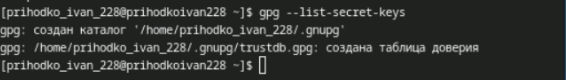 [prihodko_ivan_228@prihodkoivan228 ~]$ gpg --list-secret-keys
gpg: создан каталог '/home/prihodko_ivan_228/.gnupg'
gpg: /home/prihodko_ivan_228/.gnupg/trustdb.gpg: создана таблица доверия
[prihodko_ivan_228@prihodkoivan228 ~]$